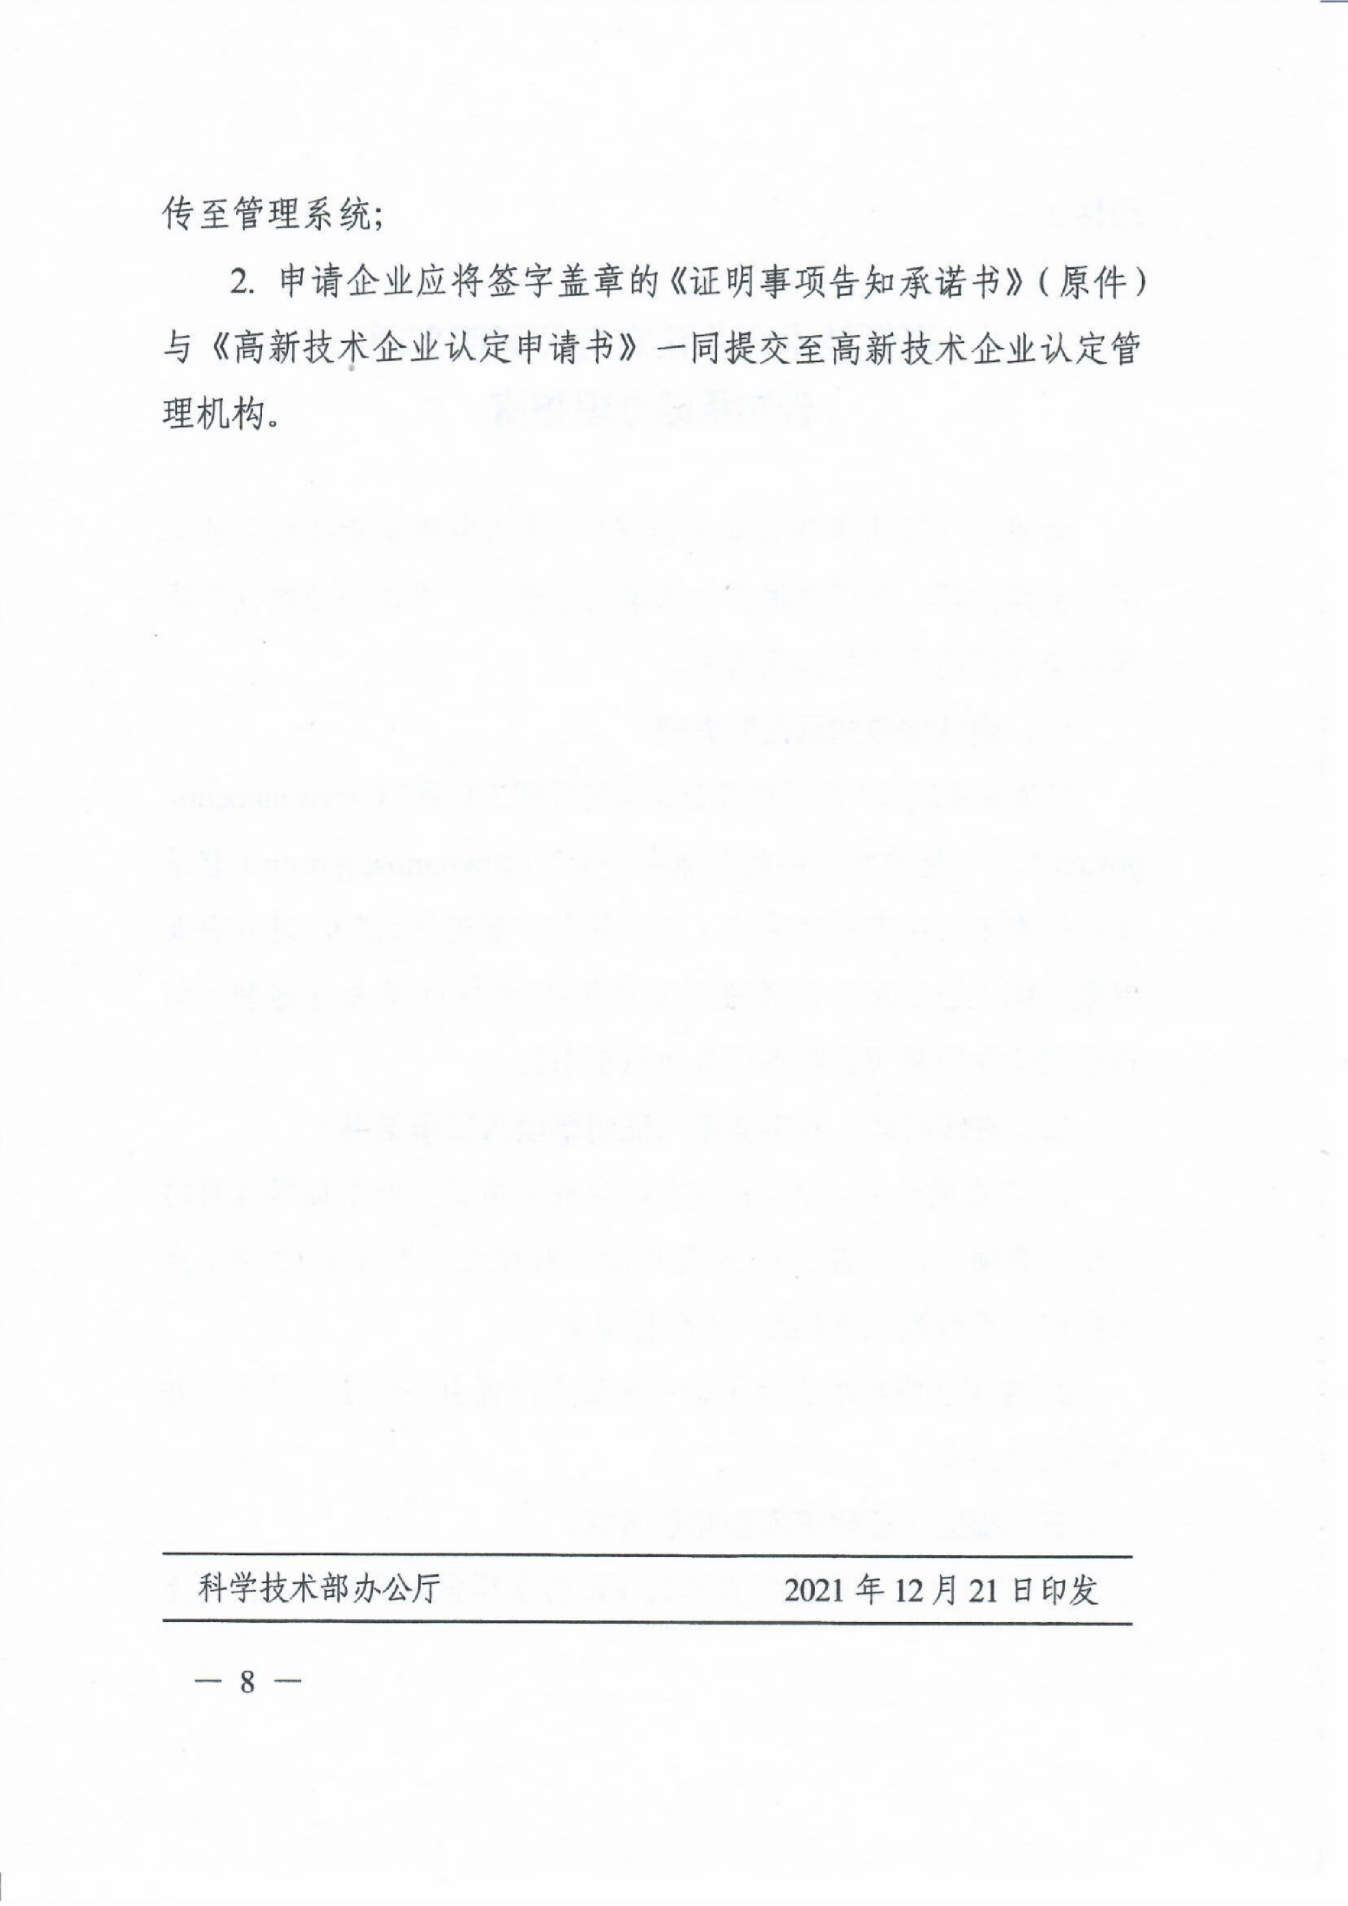 传至管理系统；
2. 申请企业应将签字盖章的《证明事项告知承诺书》（原件）
与《高新技术企业认定申请书》一同提交至高新技术企业认定管
理机构。
科学技术部办公厅 2021年12月21日印发
— 8 —